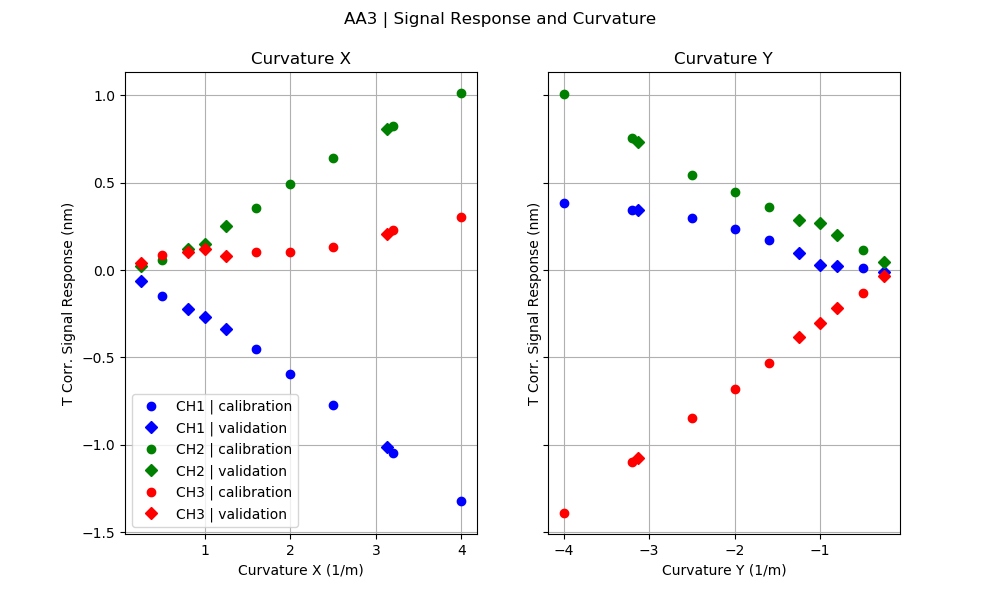 AA3 | Signal Response and Curvature
Curvature X
T Corr. Signal Response (nm)
1.0
0.5
0.0
−0.5
−1.0
−1.5
CH1 | calibration
CH1 | validation
CH2 | calibration
CH2 | validation
CH3 | calibration
CH3 | validation
1 2 3 4
Curvature X (1/m)
Curvature Y
T Corr. Signal Response (nm)
−4 −3 −2 −1
Curvature Y (1/m)